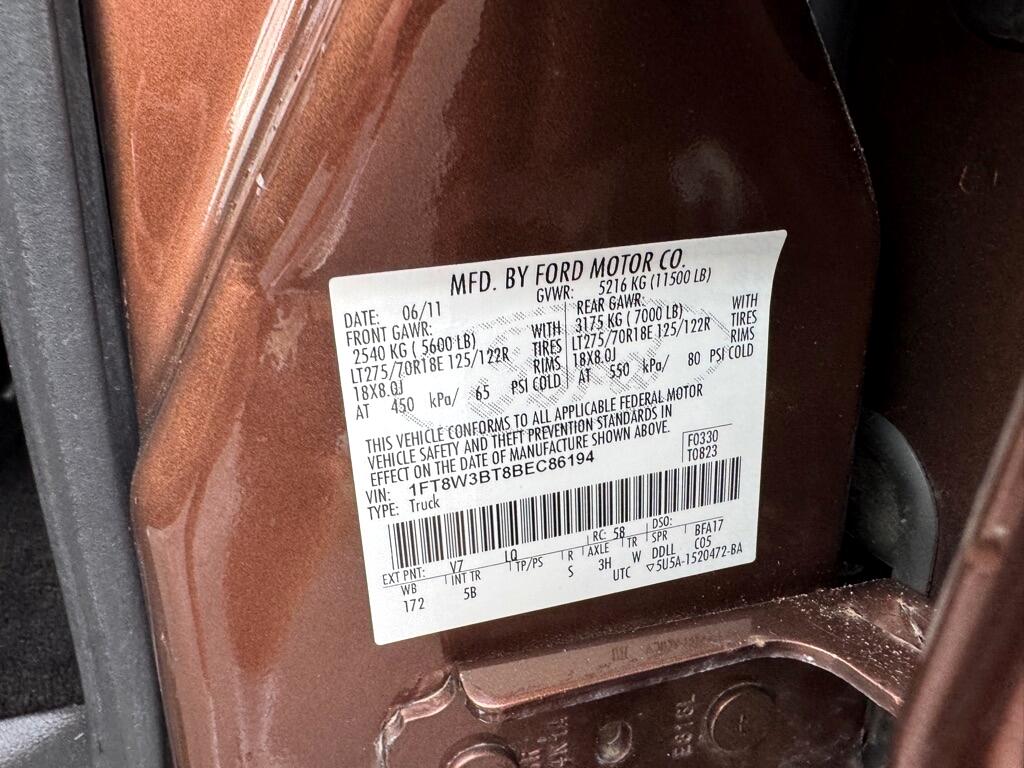 MFD. BY FORD MOTOR CO.
DATE: 06/11 GVWR: 5216 KG (11500 LB)
FRONT GAWR: REAR GAWR:
2540 KG ( 5600 LB) WITH 3175 KG ( 7000 LB) WITH
LT275/70R18E 125/122R TIRES LT275/70R18E 125/122R TIRES
18X8.0J RIMS 18X8.0J RIMS
AT 450 kPa/ 65 PSI COLD AT 550 kPa/ 80 PSI COLD
THIS VEHICLE CONFORMS TO ALL APPLICABLE FEDERAL MOTOR
VEHICLE SAFETY AND THEFT PREVENTION STANDARDS IN
EFFECT ON THE DATE OF MANUFACTURE SHOWN ABOVE.
VIN: 1FT8W3BT8BEC86194 F0330
TYPE: Truck T0B23
EXT PNT: V7 LQ RC: 58 DSO:
WB INT TR TP/PS R AXLE TR SPR BFA17
172 5B S 3H W DDLL C05
UTC ▽5U5A-1520472-BA